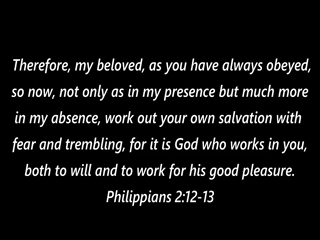 Therefore, my beloved, as you have always obeyed,
so now, not only as in my presence but much more
in my absence, work out your own salvation with
fear and trembling, for it is God who works in you,
both to will and to work for his good pleasure.
Philippians 2:12-13